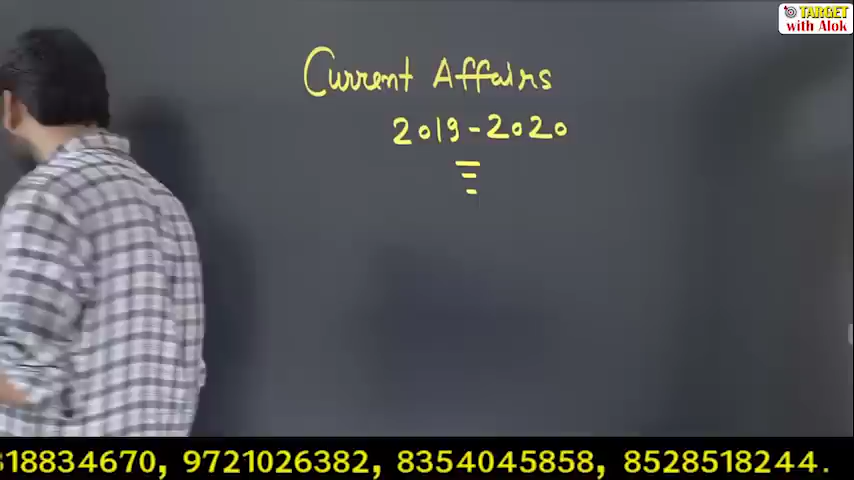 TARGET
with Alok
Current Affairs
2019-2020
18834670, 9721026382, 8354045858, 8528518244.